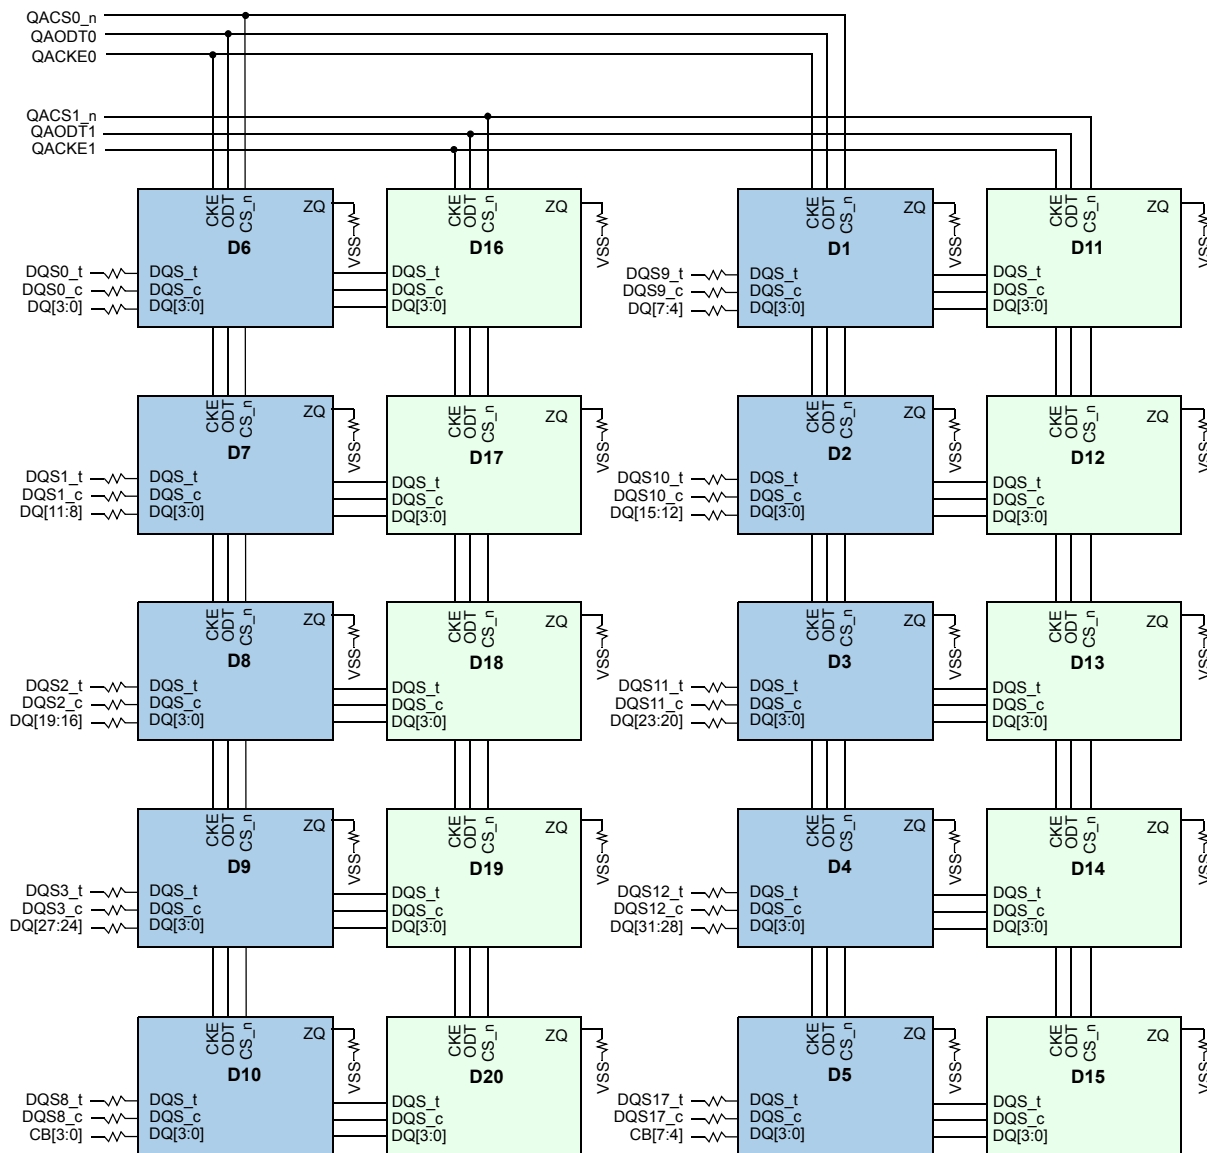 QACS0_n
QAODT0
QACKE0
QACS1_n
QAODT1
QACKE1
CKE ODT CS_n ZQ VSS
D6
DQS0_t DQS_t
DQS0_c DQS_c
DQ[3:0] DQ[3:0]
CKE ODT CS_n ZQ VSS
D16
DQS_t
DQS_c
DQ[3:0]
CKE ODT CS_n ZQ VSS
D1
DQS9_t DQS_t
DQS9_c DQS_c
DQ[7:4] DQ[3:0]
CKE ODT CS_n ZQ VSS
D11
DQS_t
DQS_c
DQ[3:0]
CKE ODT CS_n ZQ VSS
D7
DQS1_t DQS_t
DQS1_c DQS_c
DQ[11:8] DQ[3:0]
CKE ODT CS_n ZQ VSS
D17
DQS_t
DQS_c
DQ[3:0]
CKE ODT CS_n ZQ VSS
D2
DQS10_t DQS_t
DQS10_c DQS_c
DQ[15:12] DQ[3:0]
CKE ODT CS_n ZQ VSS
D12
DQS_t
DQS_c
DQ[3:0]
CKE ODT CS_n ZQ VSS
D8
DQS2_t DQS_t
DQS2_c DQS_c
DQ[19:16] DQ[3:0]
CKE ODT CS_n ZQ VSS
D18
DQS_t
DQS_c
DQ[3:0]
CKE ODT CS_n ZQ VSS
D3
DQS11_t DQS_t
DQS11_c DQS_c
DQ[23:20] DQ[3:0]
CKE ODT CS_n ZQ VSS
D13
DQS_t
DQS_c
DQ[3:0]
CKE ODT CS_n ZQ VSS
D9
DQS3_t DQS_t
DQS3_c DQS_c
DQ[27:24] DQ[3:0]
CKE ODT CS_n ZQ VSS
D19
DQS_t
DQS_c
DQ[3:0]
CKE ODT CS_n ZQ VSS
D4
DQS12_t DQS_t
DQS12_c DQS_c
DQ[31:28] DQ[3:0]
CKE ODT CS_n ZQ VSS
D14
DQS_t
DQS_c
DQ[3:0]
CKE ODT CS_n ZQ VSS
D10
DQS8_t DQS_t
DQS8_c DQS_c
CB[3:0] DQ[3:0]
CKE ODT CS_n ZQ VSS
D20
DQS_t
DQS_c
DQ[3:0]
CKE ODT CS_n ZQ VSS
D5
DQS17_t DQS_t
DQS17_c DQS_c
CB[7:4] DQ[3:0]
CKE ODT CS_n ZQ VSS
D15
DQS_t
DQS_c
DQ[3:0]